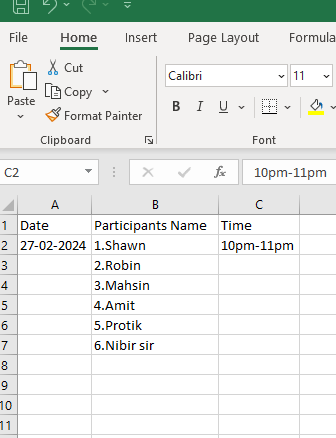 File Home Insert Page Layout Formula
Cut
Copy
Paste
Format Painter
Clipboard
Calibri 11
B I U
Font
C2 fx 10pm-11pm
A B C
1 Date Participants Name Time
2 27-02-2024 1.Shawn 10pm-11pm
3 2.Robin
4 3.Mahsin
5 4.Amit
6 5.Protik
7 6.Nibir sir
8
9
10
11